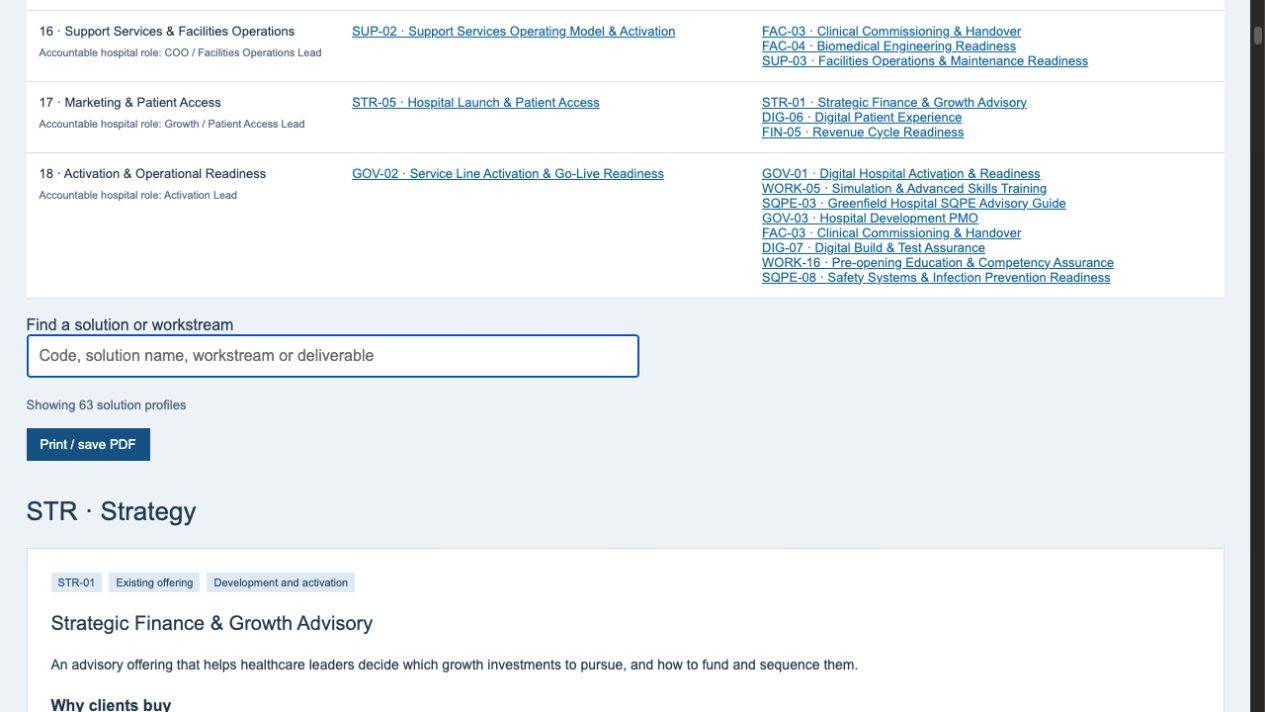 16 · Support Services & Facilities Operations
Accountable hospital role: COO / Facilities Operations Lead
SUP-02 · Support Services Operating Model & Activation
FAC-03 · Clinical Commissioning & Handover
FAC-04 · Biomedical Engineering Readiness
SUP-03 · Facilities Operations & Maintenance Readiness
17 · Marketing & Patient Access
Accountable hospital role: Growth / Patient Access Lead
STR-05 · Hospital Launch & Patient Access
STR-01 · Strategic Finance & Growth Advisory
DIG-06 · Digital Patient Experience
FIN-05 · Revenue Cycle Readiness
18 · Activation & Operational Readiness
Accountable hospital role: Activation Lead
GOV-02 · Service Line Activation & Go-Live Readiness
GOV-01 · Digital Hospital Activation & Readiness
WORK-05 · Simulation & Advanced Skills Training
SQPE-03 · Greenfield Hospital SQPE Advisory Guide
GOV-03 · Hospital Development PMO
FAC-03 · Clinical Commissioning & Handover
DIG-07 · Digital Build & Test Assurance
WORK-16 · Pre-opening Education & Competency Assurance
SQPE-08 · Safety Systems & Infection Prevention Readiness
Find a solution or workstream
Code, solution name, workstream or deliverable
Showing 63 solution profiles
Print / save PDF
STR · Strategy
STR-01
Existing offering
Development and activation
Strategic Finance & Growth Advisory
An advisory offering that helps healthcare leaders decide which growth investments to pursue, and how to fund and sequence them.
Why clients buy